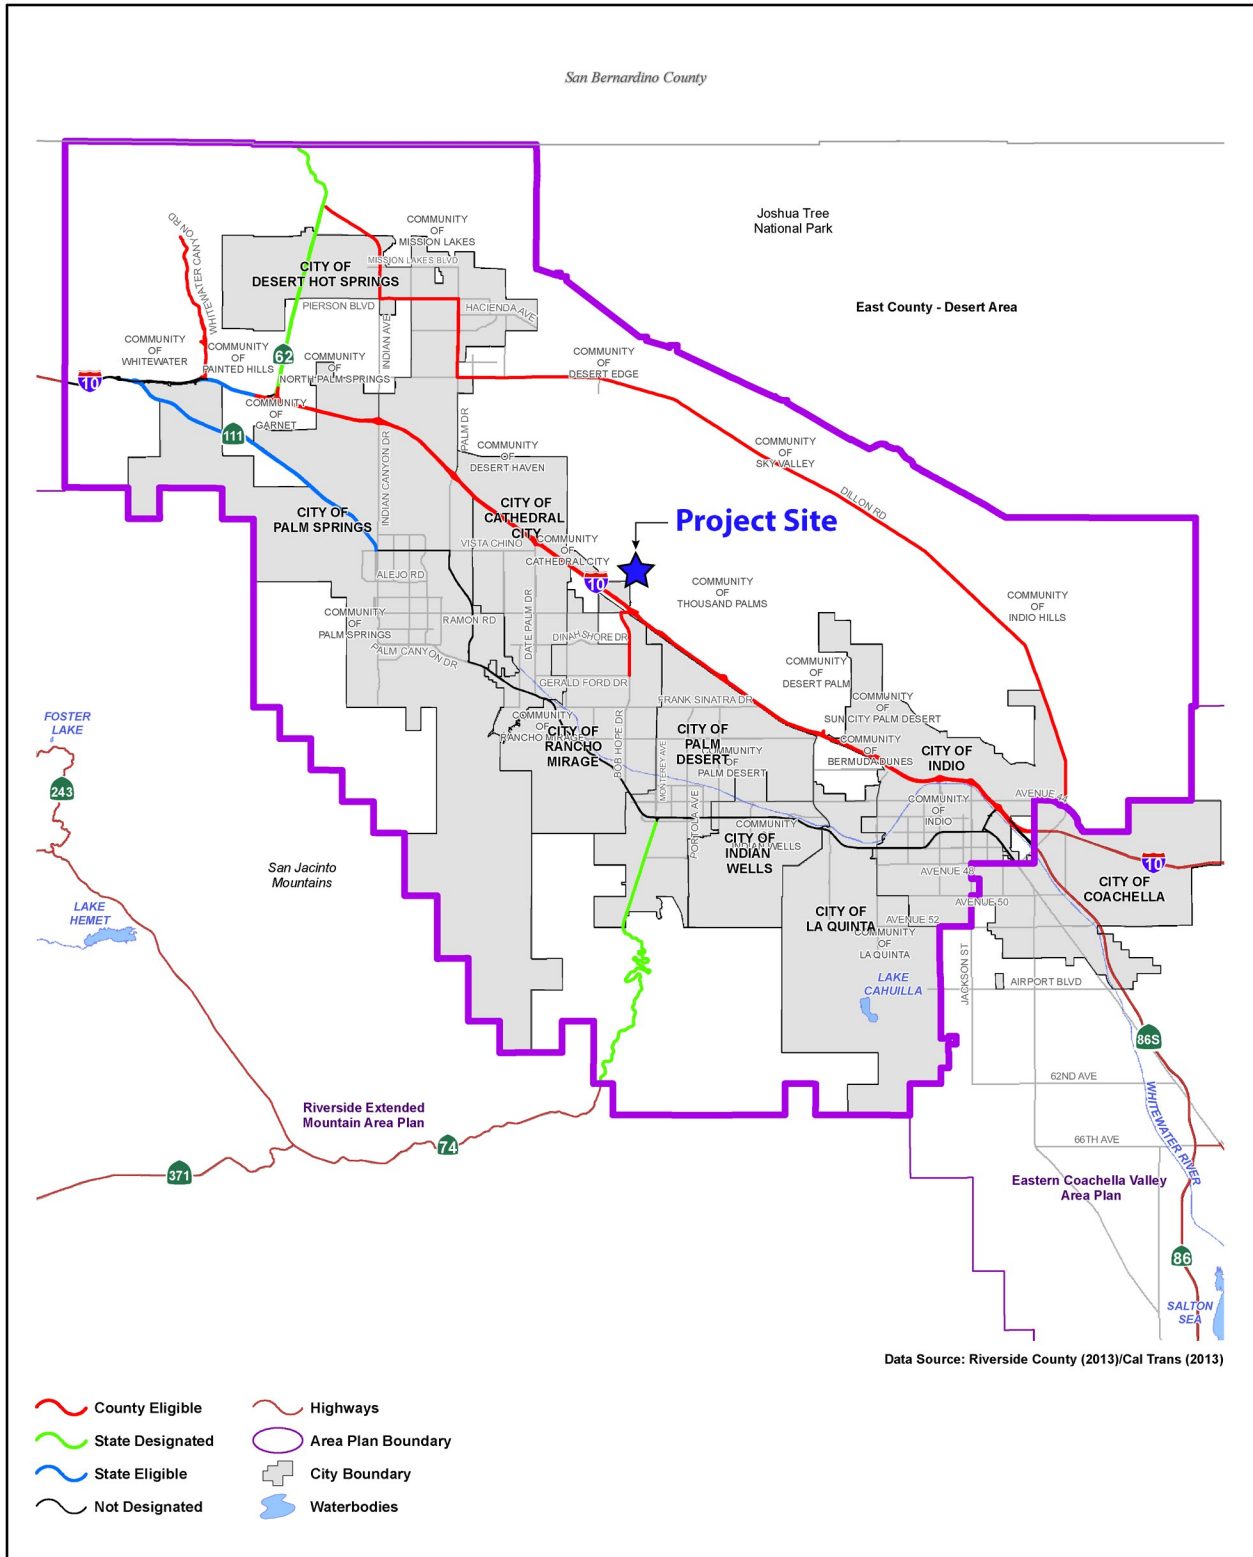 San Bernardino County
Joshua Tree
National Park
East County - Desert Area
WHITEWATER CANYON RD
COMMUNITY
OF
MISSION LAKES
MISSION LAKES BLVD
CITY OF
DESERT HOT SPRINGS
PIERSON BLVD
HACIENDA AVE
INDIAN AVE
COMMUNITY
OF
WHITEWATER
COMMUNITY
OF
PAINTED HILLS
62
COMMUNITY
OF
NORTH PALM SPRINGS
COMMUNITY
OF
DESERT EDGE
10
COMMUNITY
OF
GARNET
111
PALM DR
INDIAN CANYON DR
COMMUNITY
OF
DESERT HAVEN
COMMUNITY
OF
SKY VALLEY
DILLON RD
CITY OF
PALM SPRINGS
CITY OF
CATHEDRAL
CITY
Project Site
VISTA CHINO
COMMUNITY
OF
CATHEDRAL CITY
10
ALEJO RD
COMMUNITY
OF
THOUSAND PALMS
COMMUNITY
OF
INDIO HILLS
COMMUNITY
OF
PALM SPRINGS
RAMON RD
DATE PALM DR
DINAH SHORE DR
PALM CANYON DR
GERALD FORD DR
COMMUNITY
OF
DESERT PALM
FRANK SINATRA DR
COMMUNITY
OF
SUN CITY PALM DESERT
FOSTER
LAKE
COMMUNITY
OF
RANCHO MIRAGE
CITY OF
RANCHO
MIRAGE
BOB HOPE DR
CITY OF
PALM
DESERT
COMMUNITY
OF
PALM DESERT
MONTEREY AVE
COMMUNITY
OF
BERMUDA DUNES
CITY OF
INDIO
243
PORTOLA AVE
COMMUNITY
OF
INDIO
AVENUE 44
COMMUNITY
INDIAN WELLS
CITY OF
INDIAN
WELLS
San Jacinto
Mountains
AVENUE 48
10
CITY OF
COACHELLA
LAKE
HEMET
AVENUE 50
CITY OF
LA QUINTA
AVENUE 52
COMMUNITY
OF
LA QUINTA
JACKSON ST
LAKE
CAHUILLA
AIRPORT BLVD
86S
62ND AVE
WHITEWATER RIVER
Riverside Extended
Mountain Area Plan
74
66TH AVE
371
Eastern Coachella Valley
Area Plan
86
SALTON
SEA
Data Source: Riverside County (2013)/Cal Trans (2013)
County Eligible
State Designated
State Eligible
Not Designated
Highways
Area Plan Boundary
City Boundary
Waterbodies